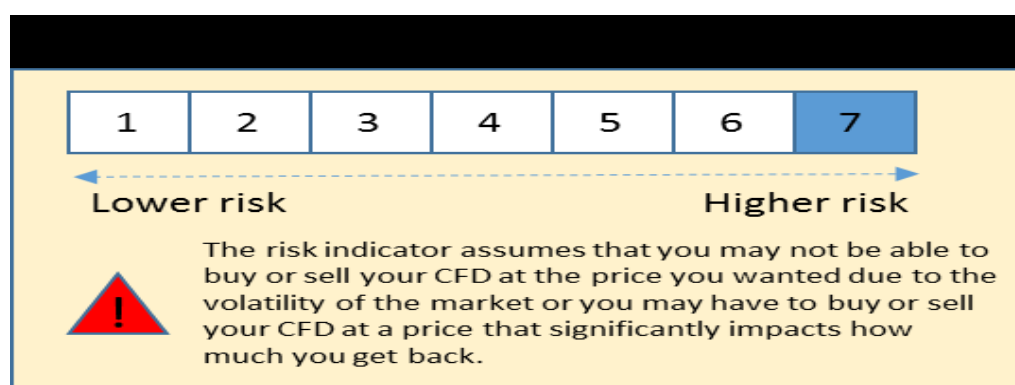 1 2 3 4 5 6 7
Lower risk Higher risk
The risk indicator assumes that you may not be able to
buy or sell your CFD at the price you wanted due to the
volatility of the market or you may have to buy or sell
your CFD at a price that significantly impacts how
much you get back.
!